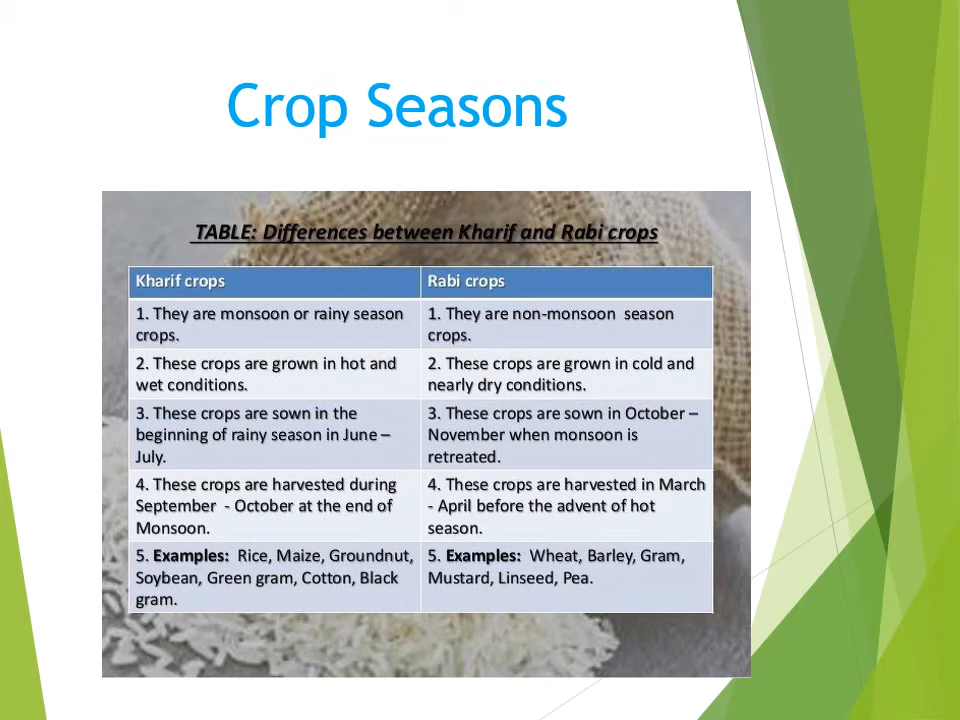 Crop Seasons
TABLE: Differences between Kharif and Rabi crops
Kharif crops
Rabi crops
1. They are monsoon or rainy season
crops.
1. They are non-monsoon season
crops.
2. These crops are grown in hot and
wet conditions.
2. These crops are grown in cold and
nearly dry conditions.
3. These crops are sown in the
beginning of rainy season in June –
July.
3. These crops are sown in October –
November when monsoon is
retreated.
4. These crops are harvested during
September - October at the end of
Monsoon.
4. These crops are harvested in March
- April before the advent of hot
season.
5. Examples: Rice, Maize, Groundnut,
Soybean, Green gram, Cotton, Black
gram.
5. Examples: Wheat, Barley, Gram,
Mustard, Linseed, Pea.